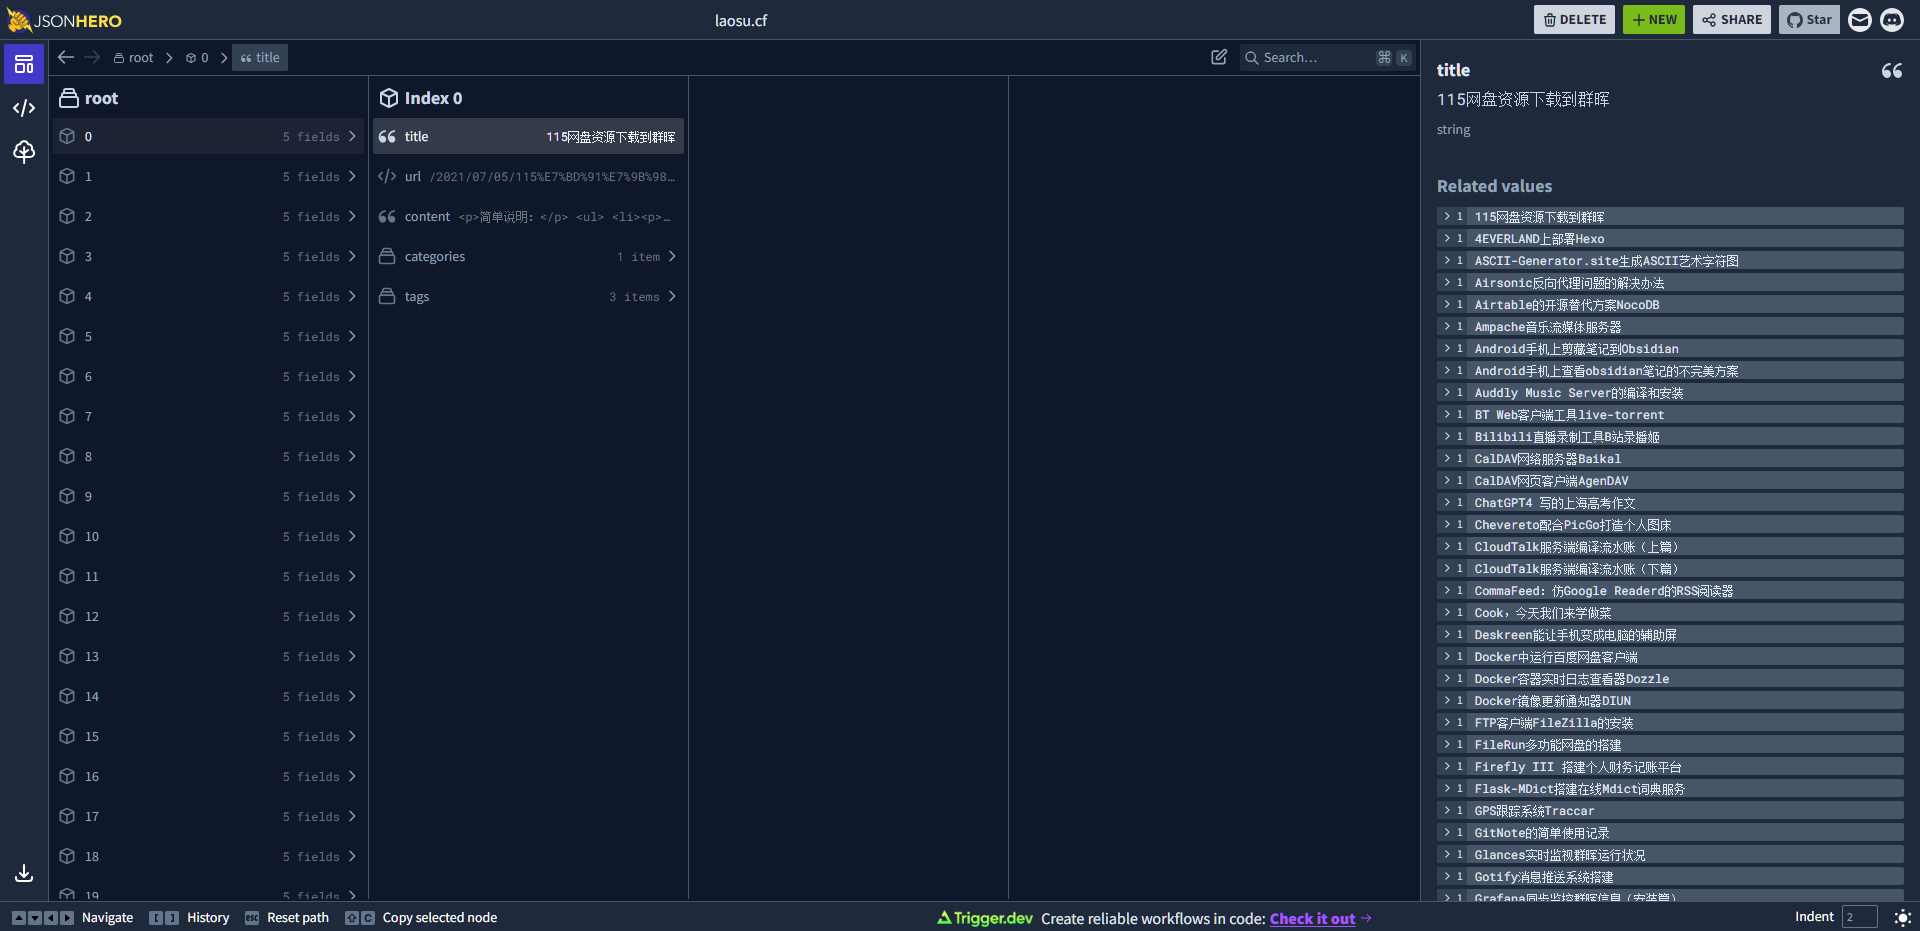 JSONHERO
laosu.cf
DELETE
NEW
SHARE
Star
root
0
title
Search…
⌘ K
root
0 5 fields
1 5 fields
2 5 fields
3 5 fields
4 5 fields
5 5 fields
6 5 fields
7 5 fields
8 5 fields
9 5 fields
10 5 fields
11 5 fields
12 5 fields
13 5 fields
14 5 fields
15 5 fields
16 5 fields
17 5 fields
18 5 fields
19 5 fields
Index 0
title 115网盘资源下载到群晖
url /2021/07/05/115%E7%BD%91%E7%9B%98…
content <p>简单说明：</p> <ul> <li><p>…
categories 1 item
tags 3 items
title
115网盘资源下载到群晖
string
Related values
1 115网盘资源下载到群晖
1 4EVERLAND上部署Hexo
1 ASCII-Generator.site生成ASCII艺术字符图
1 Airsonic反向代理问题的解决办法
1 Airtable的开源替代方案NocoDB
1 Ampache音乐流媒体服务器
1 Android手机上剪藏笔记到Obsidian
1 Android手机上查看obsidian笔记的不完美方案
1 Auddly Music Server的编译和安装
1 BT Web客户端工具live-torrent
1 Bilibili直播录制工具B站录播姬
1 CalDAV网络服务器Baikal
1 CalDAV网页客户端AgenDAV
1 ChatGPT4 写的上海高考作文
1 Chevereto配合PicGo打造个人图床
1 CloudTalk服务端编译流水账（上篇）
1 CloudTalk服务端编译流水账（下篇）
1 CommaFeed：仿Google Readerd的RSS阅读器
1 Cook，今天我们来学做菜
1 Deskreen能让手机变成电脑的辅助屏
1 Docker中运行百度网盘客户端
1 Docker容器实时日志查看器Dozzle
1 Docker镜像更新通知器DIUN
1 FTP客户端FileZilla的安装
1 FileRun多功能网盘的搭建
1 Firefly III 搭建个人财务记账平台
1 Flask-MDict搭建在线Mdict词典服务
1 GPS跟踪系统Traccar
1 GitNote的简单使用记录
1 Glances实时监视群晖运行状况
1 Gotify消息推送系统搭建
1 Grafana同步监控群晖信息（安装篇）
Navigate
[ ] History
esc Reset path
C Copy selected node
Trigger.dev Create reliable workflows in code: Check it out →
Indent 2